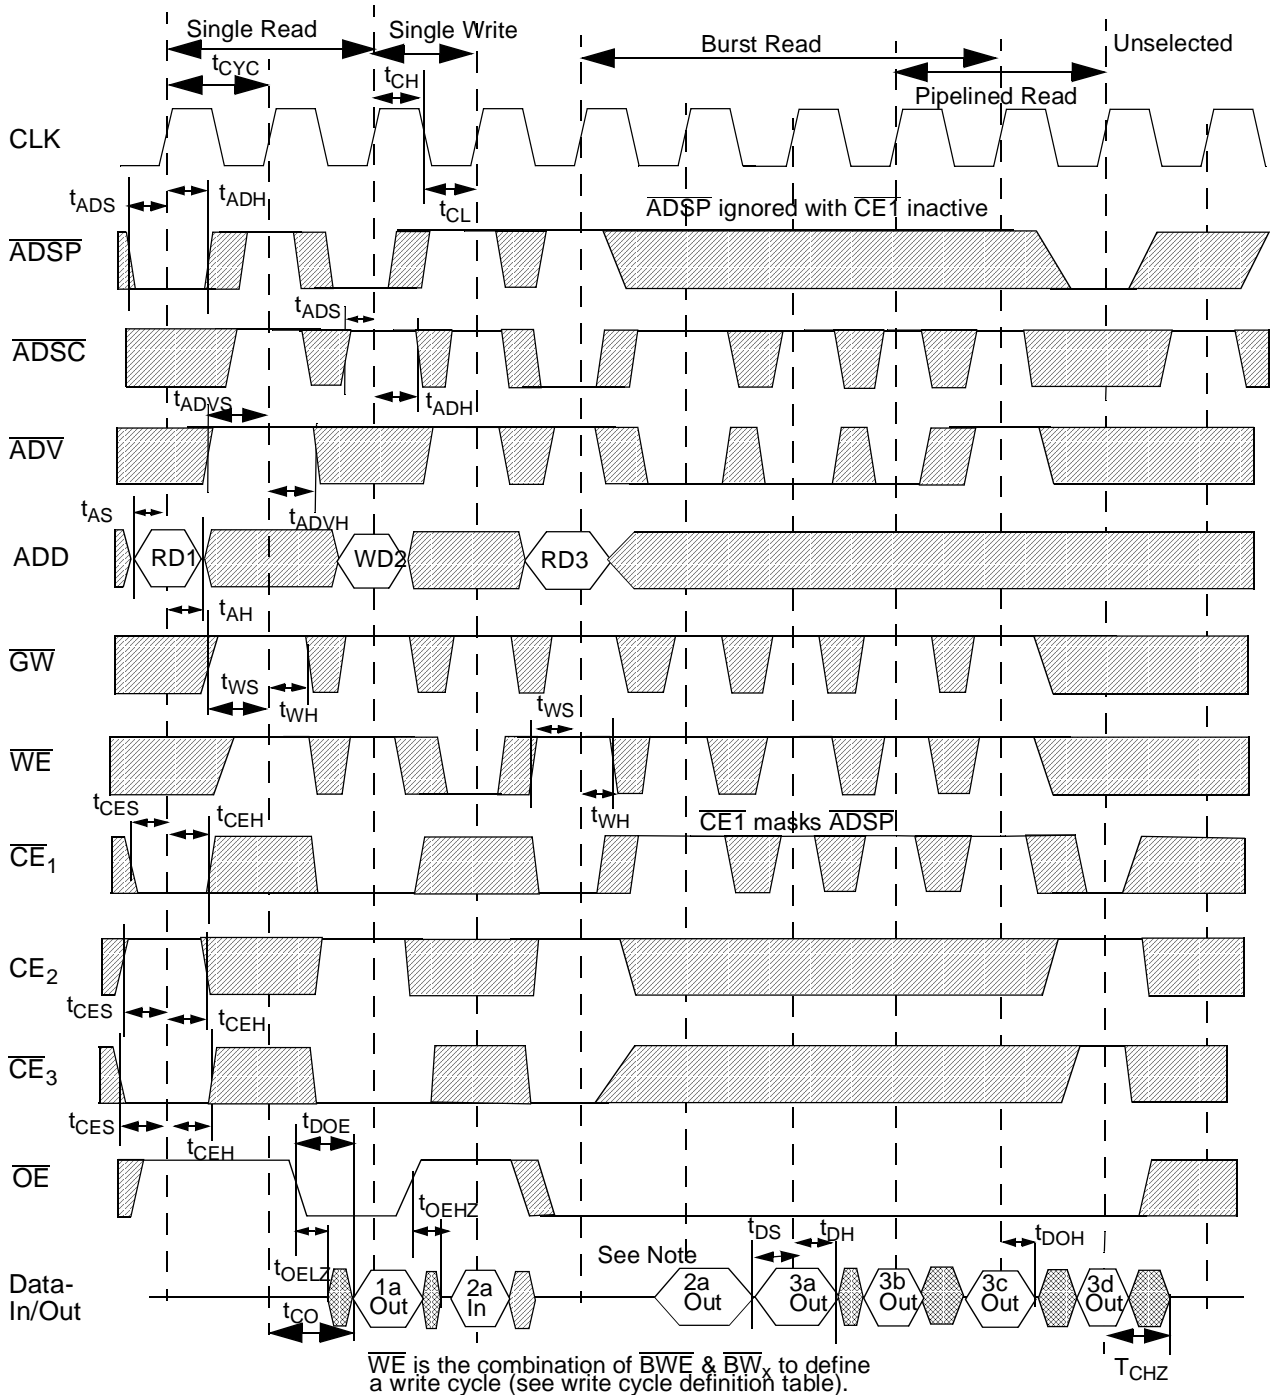 Single Read
Single Write
Burst Read
Unselected
tCYC
tCH
Pipelined Read
CLK
tADS
tADH
tCL
ADSP ignored with CE1 inactive
ADSP
tADS
ADSC
tADVS
tADH
ADV
tAS
tADVH
ADD
RD1
WD2
RD3
tAH
GW
tWS
tWH
tWS
WE
tCES
tCEH
tWH
CE1 masks ADSP
CE1
CE2
tCES
tCEH
CE3
tCES
tCEH
tDOE
OE
tOEHZ
tDS
tDH
tDOH
See Note
tOELZ
Data-
In/Out
1a
Out
2a
In
2a
Out
3a
Out
3b
Out
3c
Out
3d
Out
tCO
TCHZ
WE is the combination of BWE & BWx to define
a write cycle (see write cycle definition table).